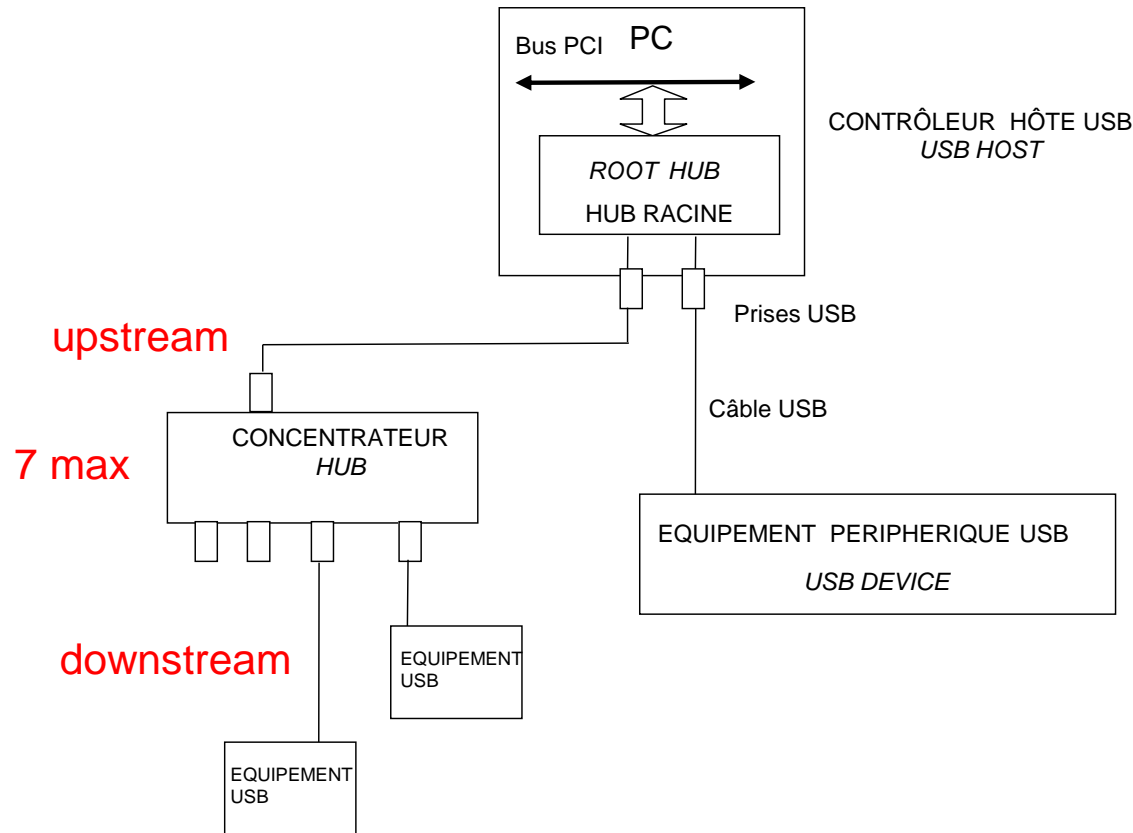 Bus PCI PC
CONTRÔLEUR HÔTE USB
USB HOST
ROOT HUB
HUB RACINE
Prises USB
upstream
Câble USB
CONCENTRATEUR
HUB
7 max
EQUIPEMENT PERIPHERIQUE USB
USB DEVICE
downstream
EQUIPEMENT
USB
EQUIPEMENT
USB